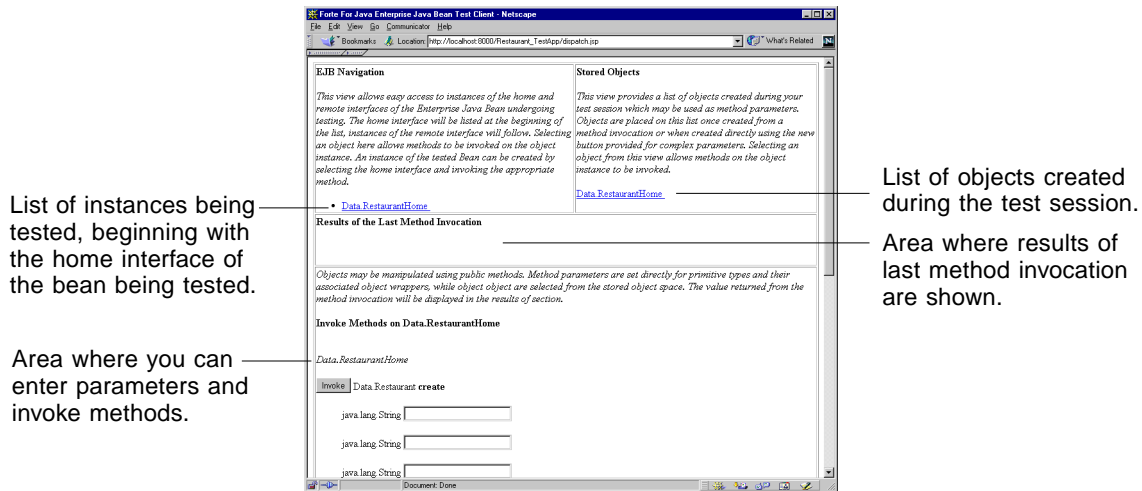 Forte For Java Enterprise Java Bean Test Client - Netscape
File Edit View Go Communicator Help
Bookmarks Location: http://localhost:8000/Restaurant_TestApp/dispatch.jsp What's Related
EJB Navigation
This view allows easy access to instances of the home and
remote interfaces of the Enterprise Java Bean undergoing
testing. The home interface will be listed at the beginning of
the list, instances of the remote interface will follow. Selecting
an object here allows methods to be invoked on the object
instance. An instance of the tested Bean can be created by
selecting the home interface and invoking the appropriate
method.
Data.RestaurantHome
Stored Objects
This view provides a list of objects created during your
test session which may be used as method parameters.
Objects are placed on this list once created from a
method invocation or when created directly using the new
button provided for complex parameters. Selecting an
object from this view allows methods on the object
instance to be invoked.
Data.RestaurantHome
Results of the Last Method Invocation
Objects may be manipulated using public methods. Method parameters are set directly for primitive types and their
associated object wrappers, while object object are selected from the stored object space. The value returned from the
method invocation will be displayed in the results of section.
Invoke Methods on Data.RestaurantHome
Data.RestaurantHome
Invoke Data.Restaurant create
java.lang.String
java.lang.String
java.lang.String
Document: Done
List of instances being
tested, beginning with
the home interface of
the bean being tested.
Area where you can
enter parameters and
invoke methods.
List of objects created
during the test session.
Area where results of
last method invocation
are shown.